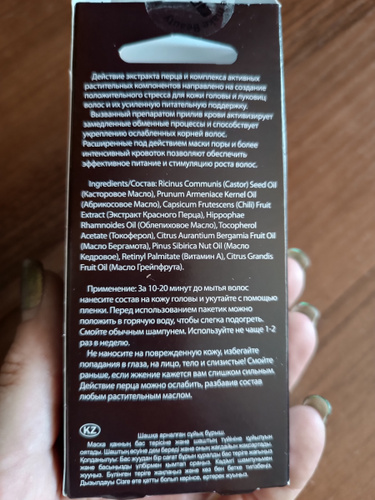 Действие экстракта перца и комплекса активных
растительных компонентов направлено на создание
положительного стресса для кожи головы и луковиц
волос и их усиленную питательную поддержку.
Вызванный препаратом прилив крови активизирует
замедленные обменные процессы и способствует
укреплению ослабленных корней волос.
Расширенные под действием маски поры и более
интенсивный кровоток позволяют обеспечить
эффективное питание и стимуляцию роста волос.
Ingredients/Состав: Ricinus Communis (Castor) Seed Oil
(Касторовое Масло), Prunum Armeniace Kernel Oil
(Абрикосовое Масло), Capsicum Frutescens (Chili) Fruit
Extract (Экстракт Красного Перца), Hippophae
Rhamnoides Oil (Облепиховое Масло), Tocopherol
Acetate (Токоферол), Citrus Aurantium Bergamia Fruit Oil
(Масло Бергамота), Pinus Sibirica Nut Oil (Масло
Кедровое), Retinyl Palmitate (Витамин А), Citrus Grandis
Fruit Oil (Масло Грейпфрута).
Применение: За 10-20 минут до мытья волос
нанесите состав на кожу головы и укутайте с помощью
пленки. Перед использованием пакетик можно
положить в горячую воду, чтобы слегка подогреть.
Смойте обычным шампунем. Используйте не чаще 1-2
раз в неделю.
Не наносите на поврежденную кожу, избегайте
попадания в глаза, на лицо, тело и слизистые! Смойте
раньше, если жжение кажется вам слишком сильным.
Действие перца можно ослабить, разбавив состав
любым растительным маслом.
KZ
Шашқа арналған сұйық бұрыш.